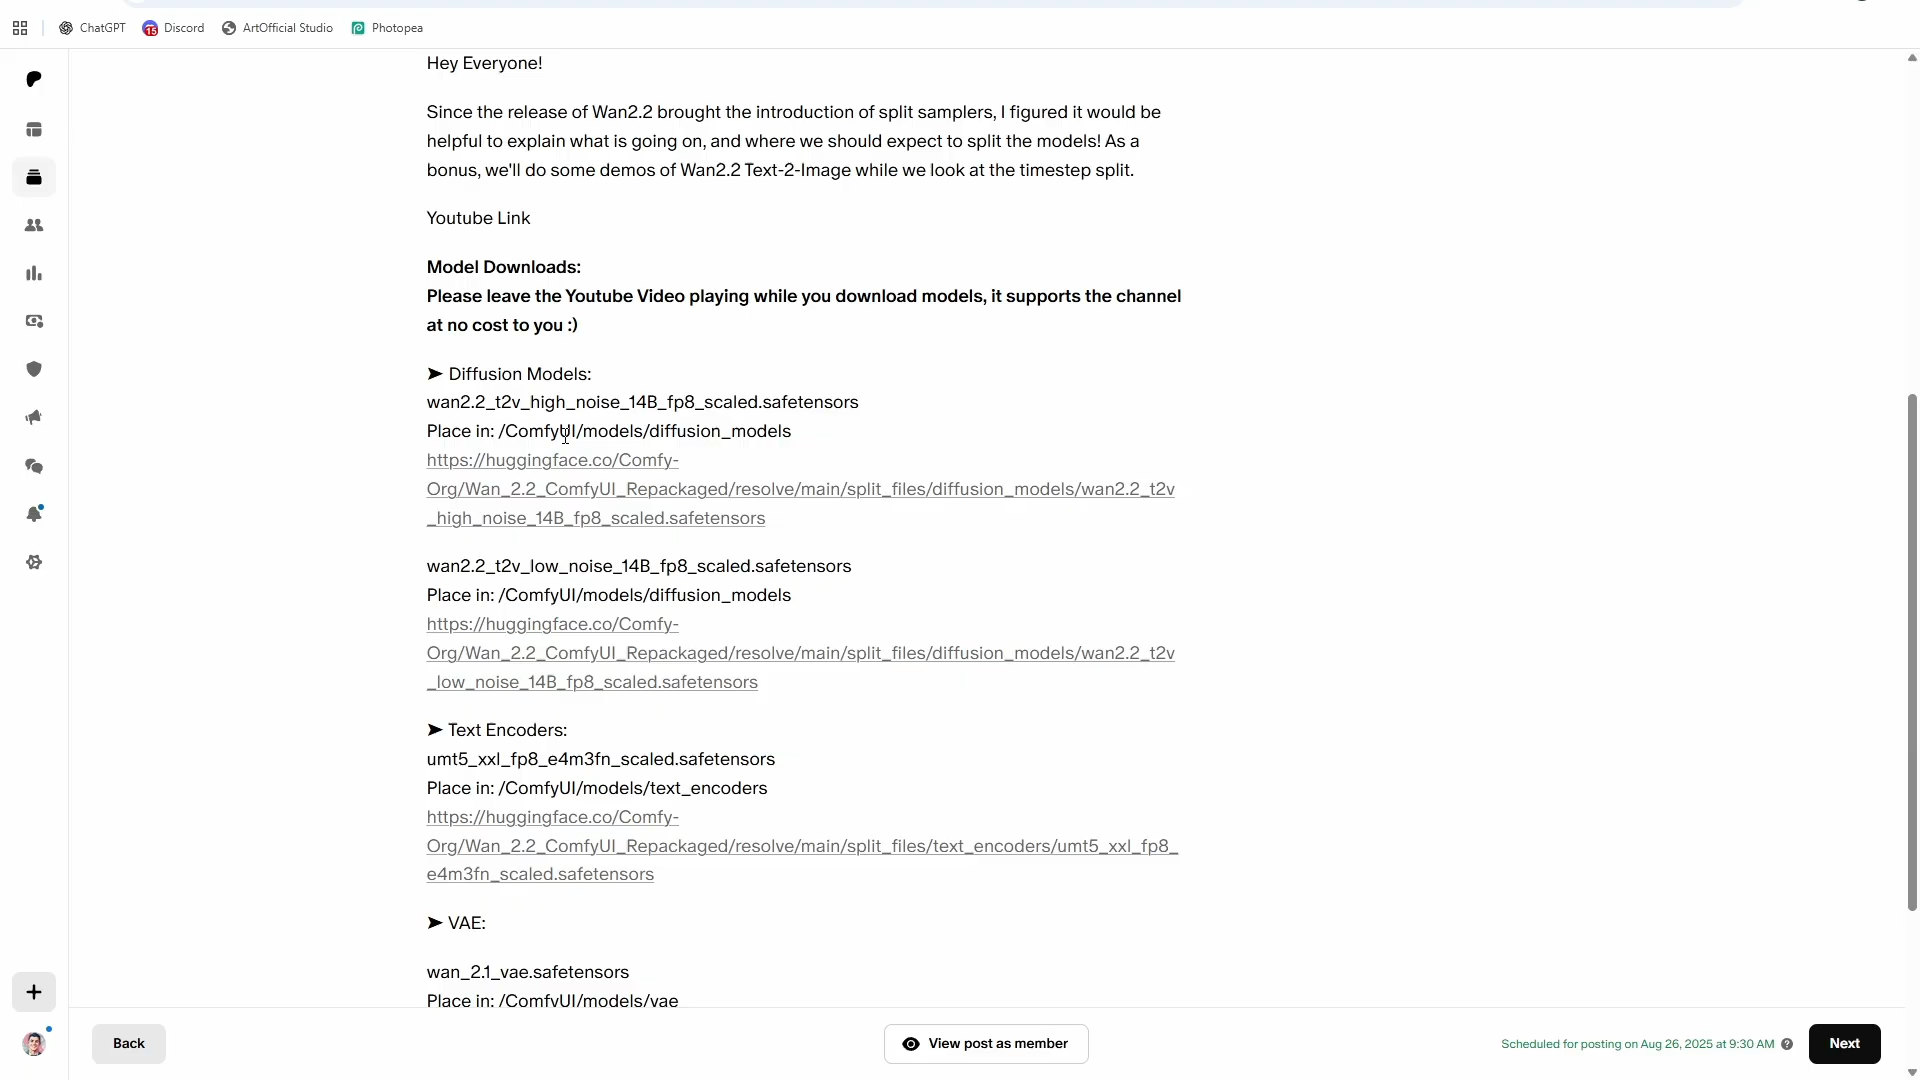 ChatGPT
15
Discord
ArtOfficial Studio
Photopea
Hey Everyone!
Since the release of Wan2.2 brought the introduction of split samplers, I figured it would be
helpful to explain what is going on, and where we should expect to split the models! As a
bonus, we'll do some demos of Wan2.2 Text-2-Image while we look at the timestep split.
Youtube Link
Model Downloads:
Please leave the Youtube Video playing while you download models, it supports the channel
at no cost to you :)
➤ Diffusion Models:
wan2.2_t2v_high_noise_14B_fp8_scaled.safetensors
Place in: /ComfyUI/models/diffusion_models
https://huggingface.co/Comfy-
Org/Wan_2.2_ComfyUI_Repackaged/resolve/main/split_files/diffusion_models/wan2.2_t2v
_high_noise_14B_fp8_scaled.safetensors
wan2.2_t2v_low_noise_14B_fp8_scaled.safetensors
Place in: /ComfyUI/models/diffusion_models
https://huggingface.co/Comfy-
Org/Wan_2.2_ComfyUI_Repackaged/resolve/main/split_files/diffusion_models/wan2.2_t2v
_low_noise_14B_fp8_scaled.safetensors
➤ Text Encoders:
umt5_xxl_fp8_e4m3fn_scaled.safetensors
Place in: /ComfyUI/models/text_encoders
https://huggingface.co/Comfy-
Org/Wan_2.2_ComfyUI_Repackaged/resolve/main/split_files/text_encoders/umt5_xxl_fp8_
e4m3fn_scaled.safetensors
➤ VAE:
wan_2.1_vae.safetensors
Place in: /ComfyUI/models/vae
Back
View post as member
Scheduled for posting on Aug 26, 2025 at 9:30 AM
Next